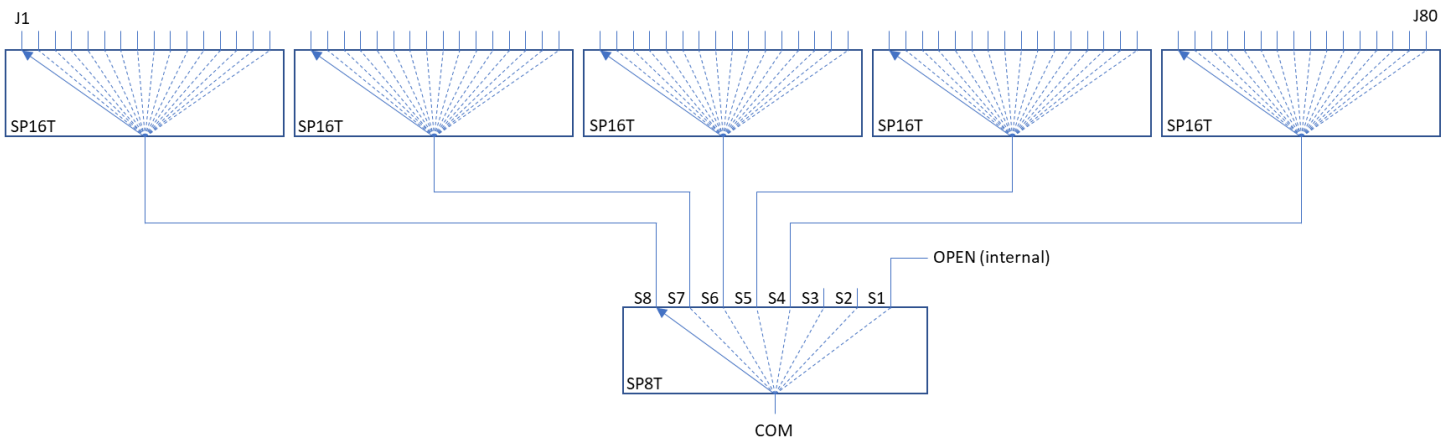 J1
J80
SP16T
SP16T
SP16T
SP16T
SP16T
OPEN (internal)
S8 S7 S6 S5 S4 S3 S2 S1
SP8T
COM